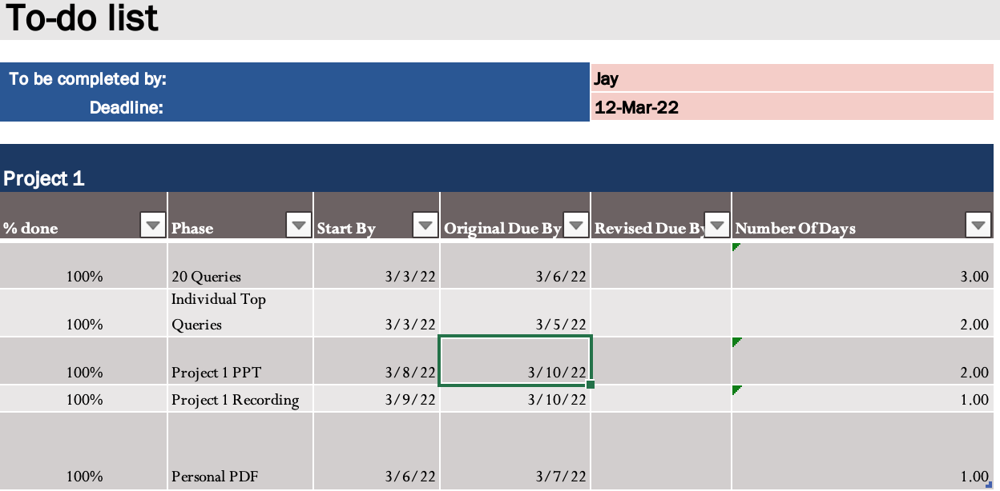 To-do list
To be completed by: Jay
Deadline: 12-Mar-22
Project 1
% done Phase Start By Original Due By Revised Due By Number Of Days
100% 20 Queries 3/3/22 3/6/22 3.00
Individual Top
100% Queries 3/3/22 3/5/22 2.00
100% Project 1 PPT 3/8/22 3/10/22 2.00
100% Project 1 Recording 3/9/22 3/10/22 1.00
100% Personal PDF 3/6/22 3/7/22 1.00